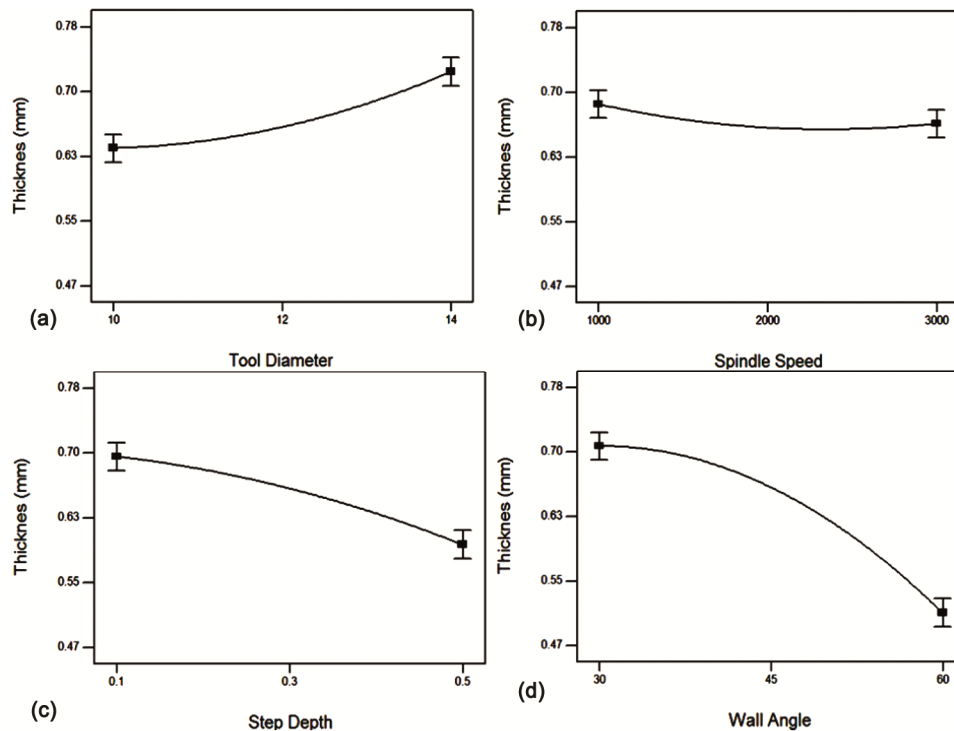 Thicknes (mm)
0.78
0.70
0.63
0.55
0.47
10
12
14
Tool Diameter
(a)
Thicknes (mm)
0.78
0.70
0.63
0.55
0.47
1000
2000
3000
Spindle Speed
(b)
Thicknes (mm)
0.78
0.70
0.63
0.55
0.47
0.1
0.3
0.5
Step Depth
(c)
Thicknes (mm)
0.78
0.70
0.63
0.55
0.47
30
45
60
Wall Angle
(d)